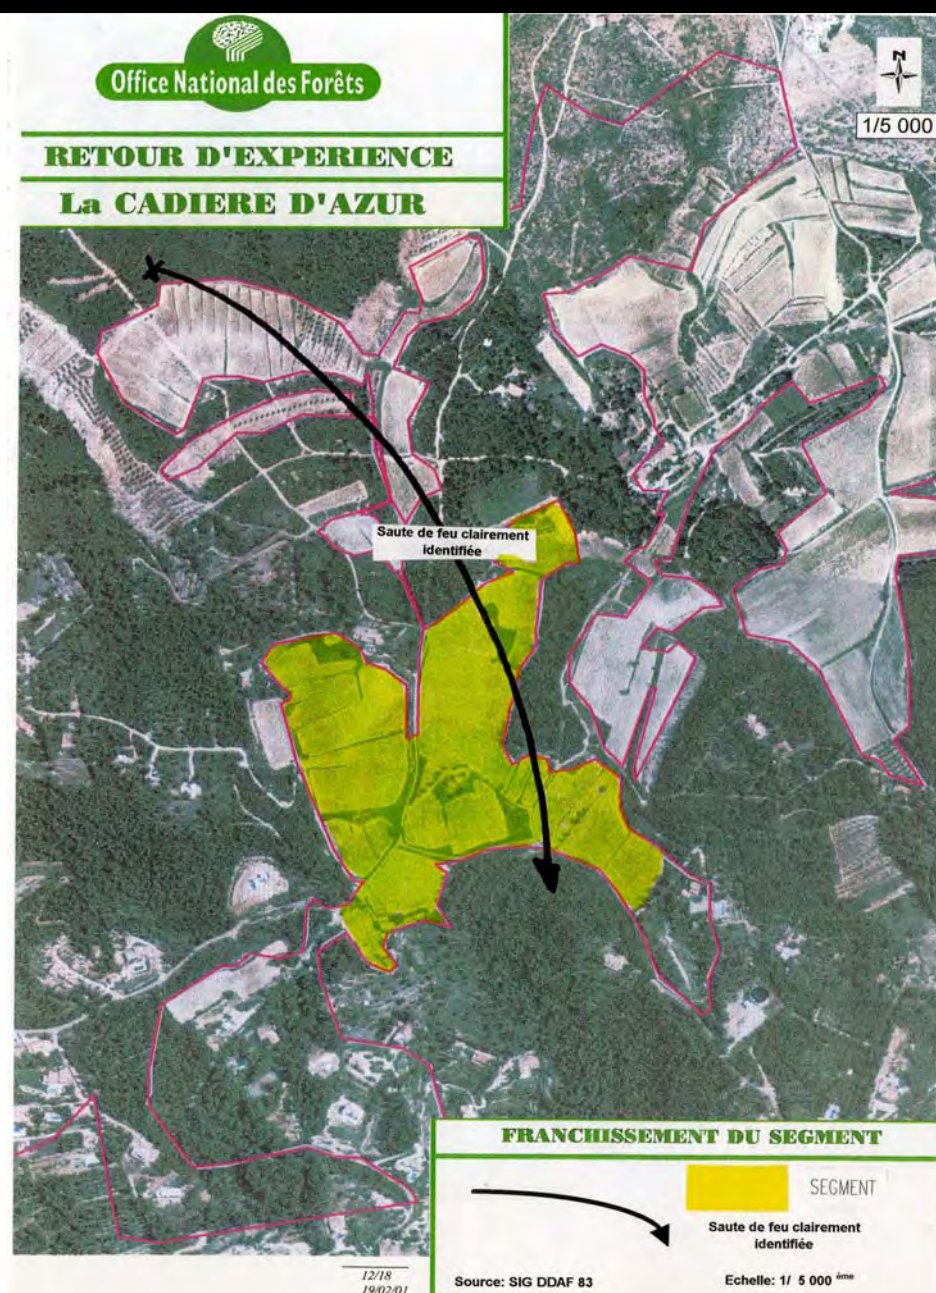 Office National des Forêts
RETOUR D'EXPERIENCE
La CADIERE D'AZUR
N
1/5 000
Saute de feu clairement
identifiée
FRANCHISSEMENT DU SEGMENT
SEGMENT
Saute de feu clairement
identifiée
Source: SIG DDAF 83
Echelle: 1/ 5 000 ème
12/18
19/02/01